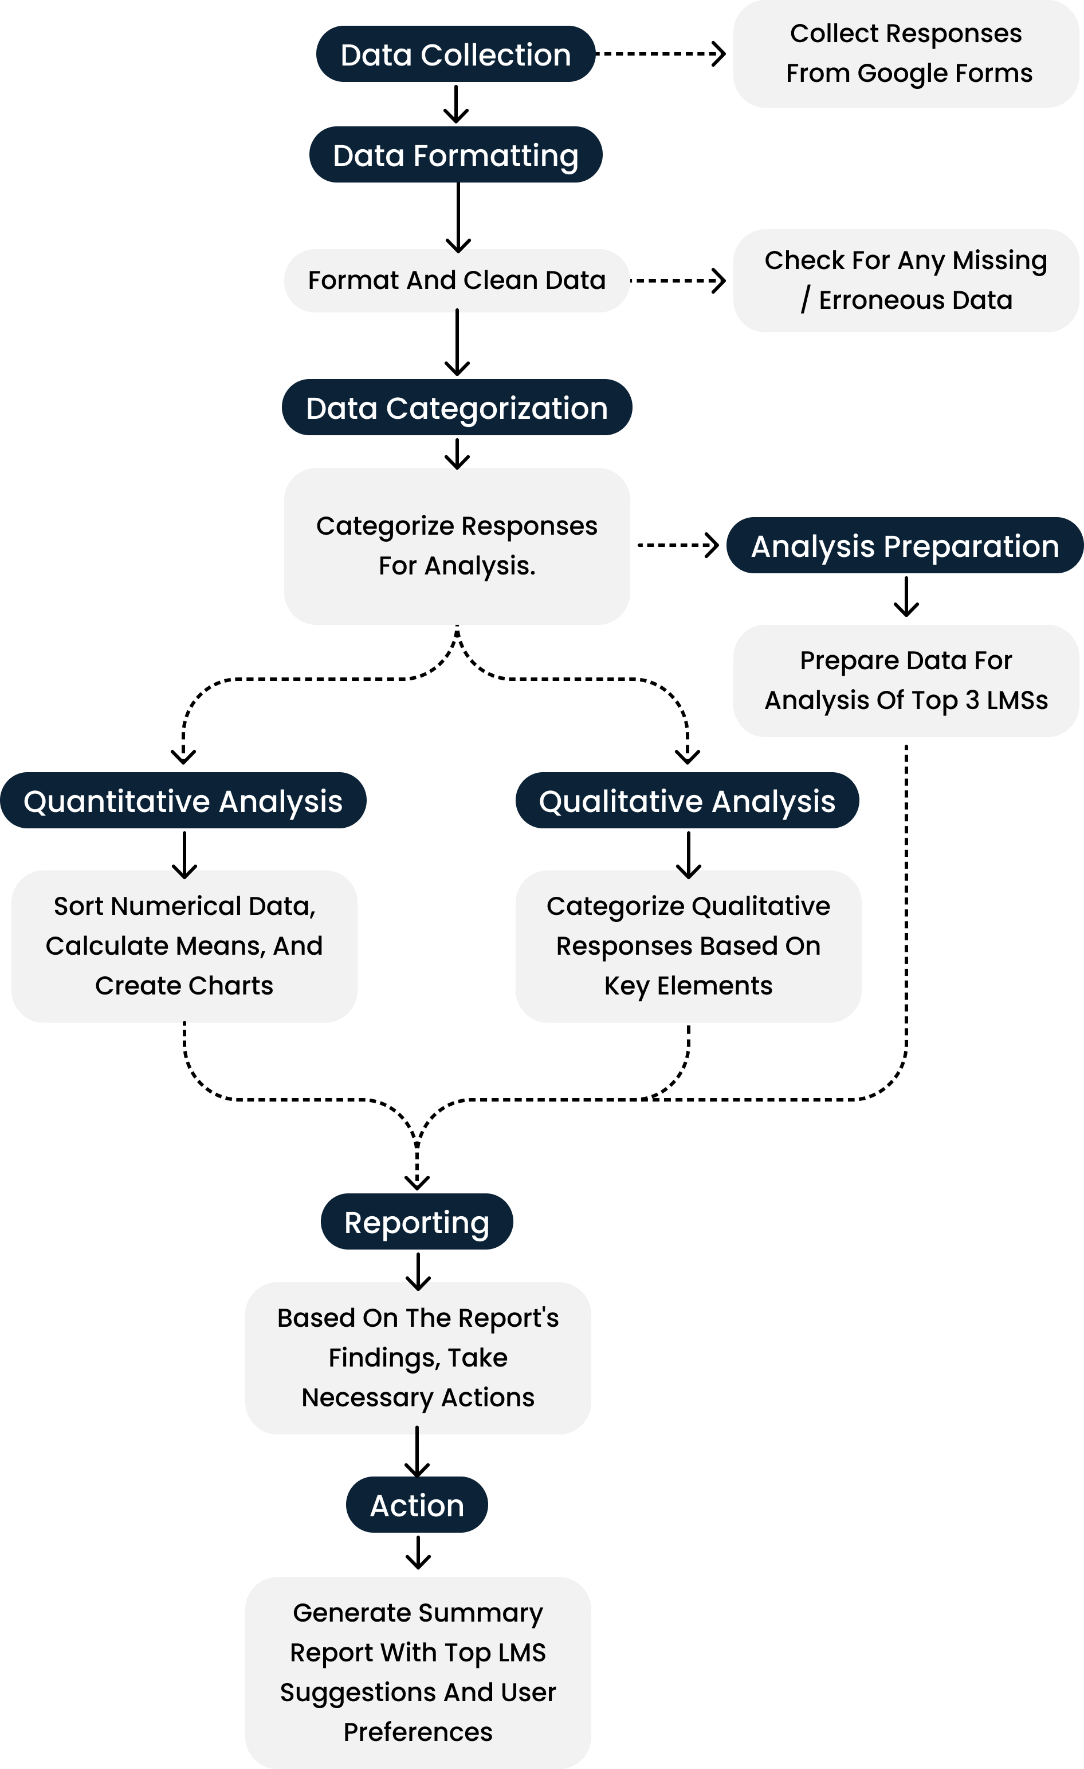 Data Collection
Collect Responses
From Google Forms
Data Formatting
Format And Clean Data
Check For Any Missing
/ Erroneous Data
Data Categorization
Categorize Responses
For Analysis.
Analysis Preparation
Prepare Data For
Analysis Of Top 3 LMSs
Quantitative Analysis
Sort Numerical Data,
Calculate Means, And
Create Charts
Qualitative Analysis
Categorize Qualitative
Responses Based On
Key Elements
Reporting
Based On The Report's
Findings, Take
Necessary Actions
Action
Generate Summary
Report With Top LMS
Suggestions And User
Preferences